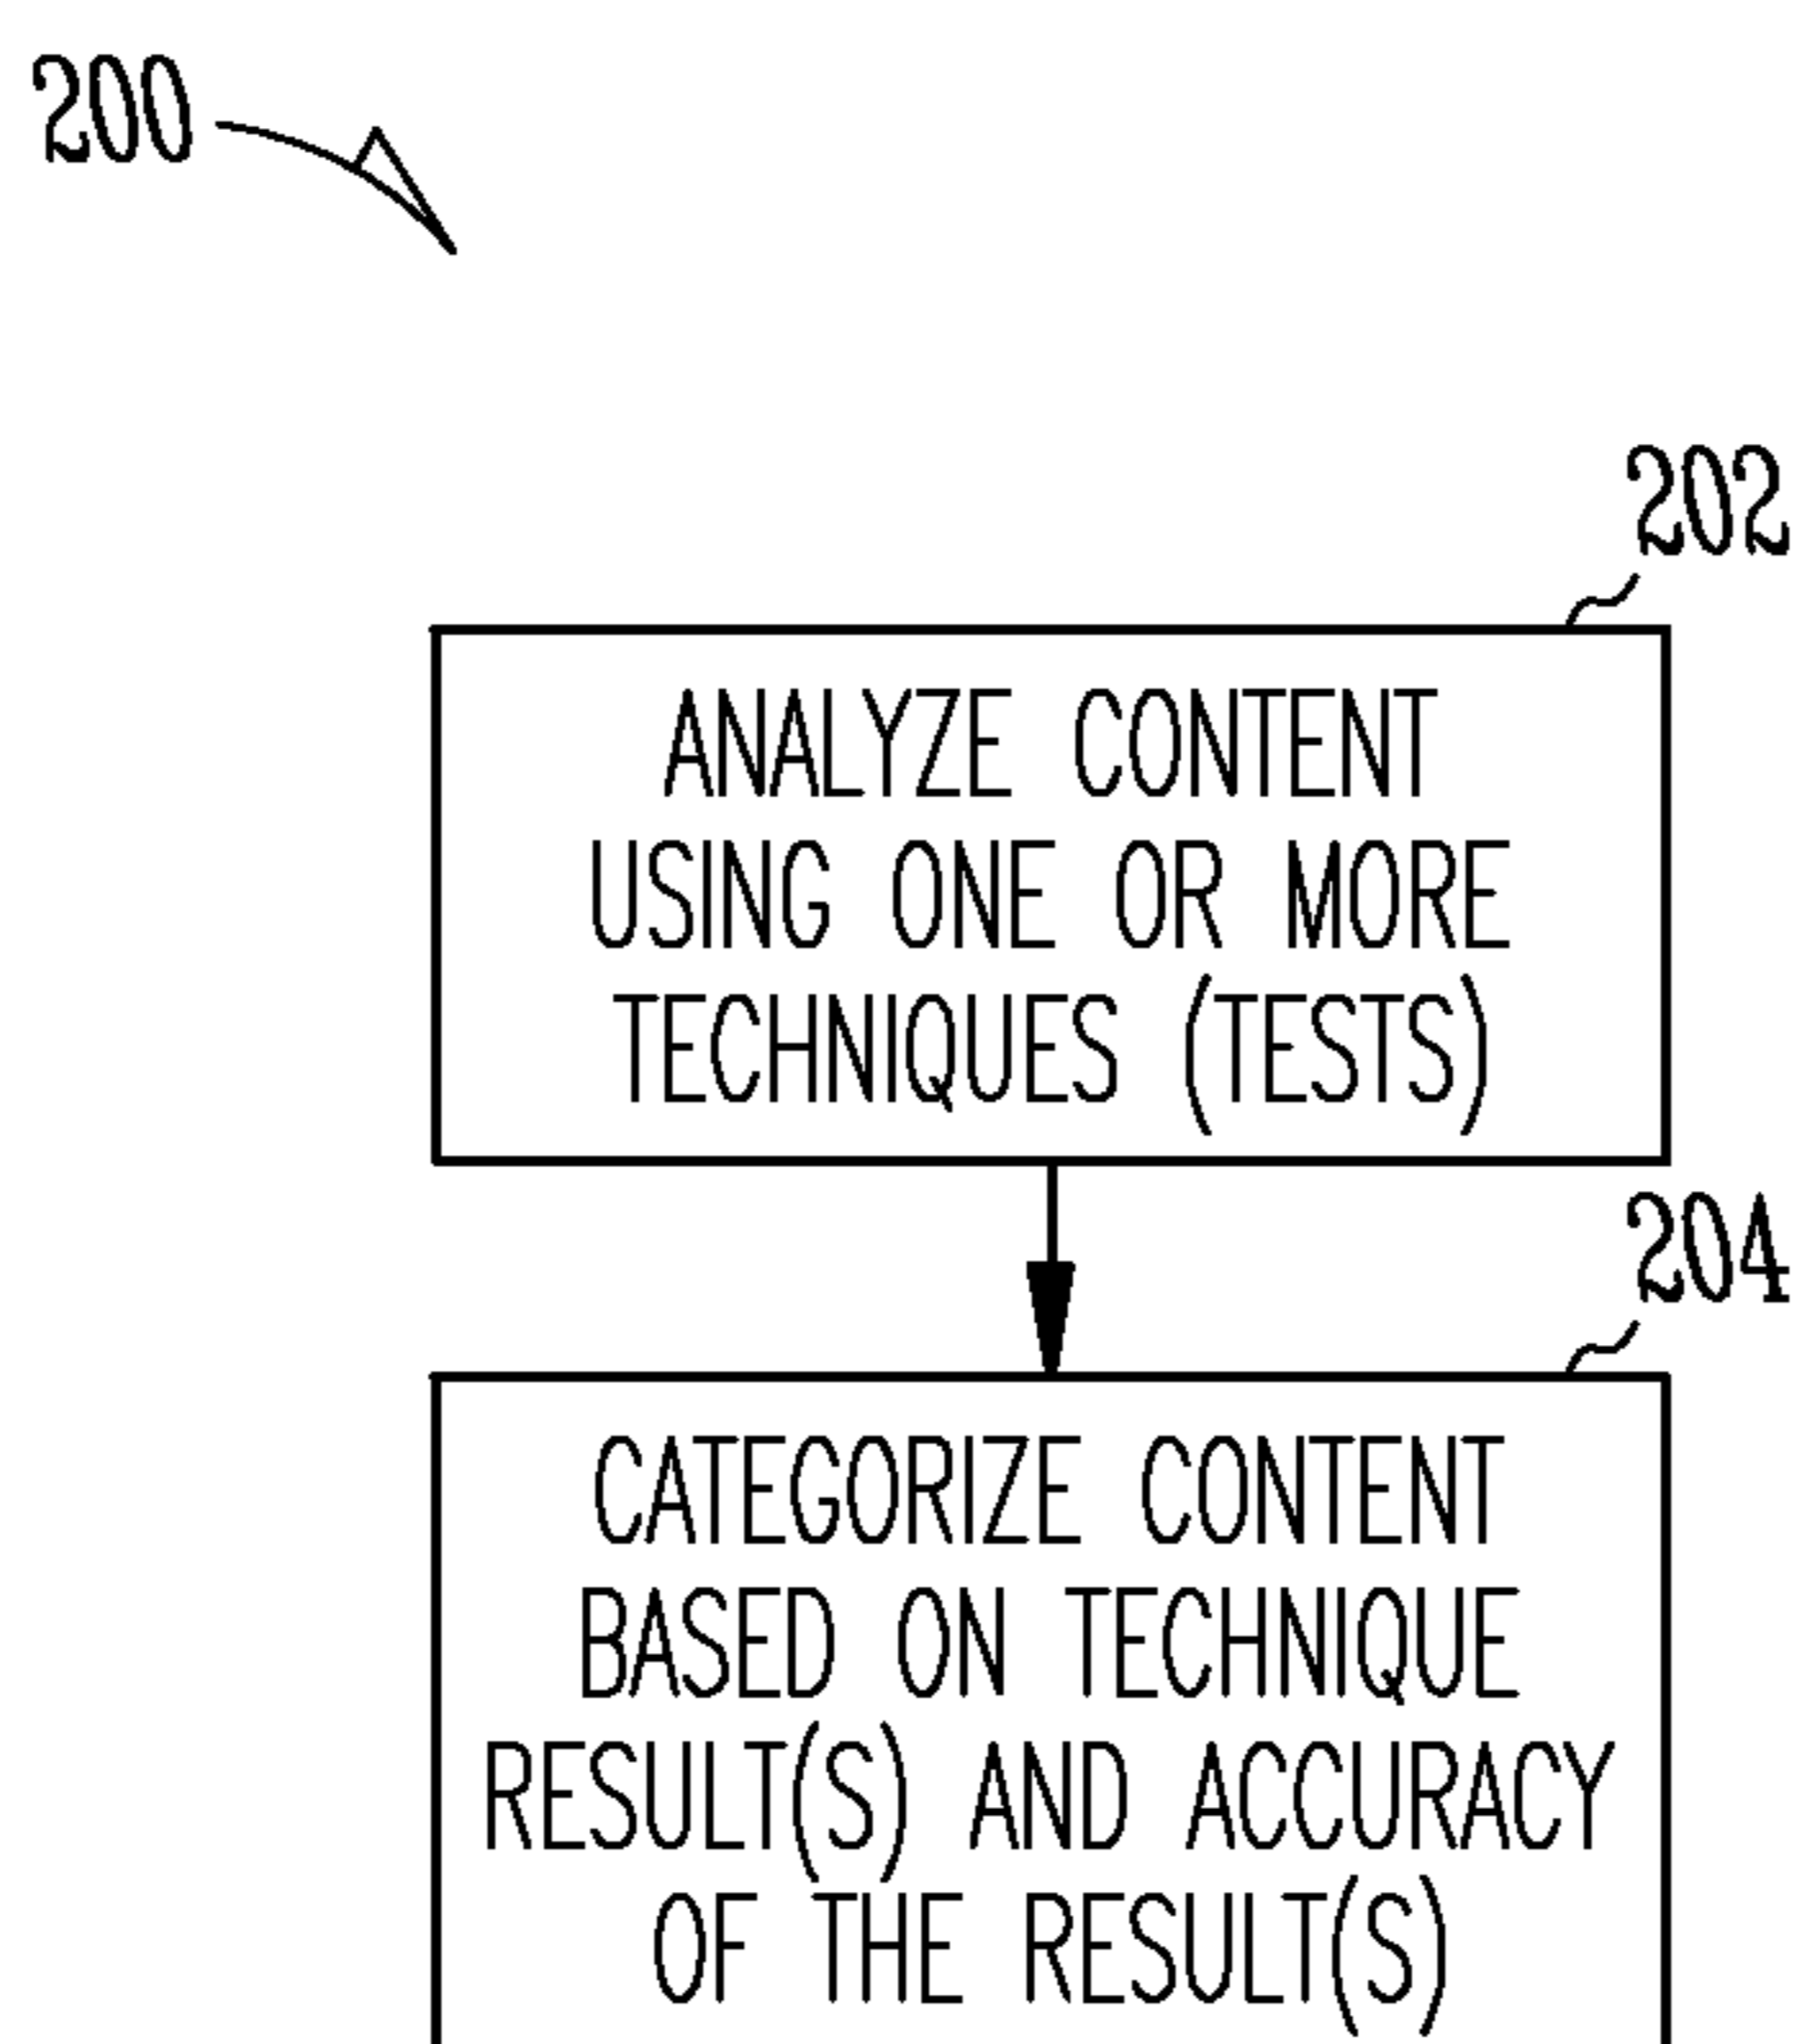 200
202
ANALYZE CONTENT
USING ONE OR MORE
TECHNIQUES (TESTS)
204
CATEGORIZE CONTENT
BASED ON TECHNIQUE
RESULT(S) AND ACCURACY
OF THE RESULT(S)